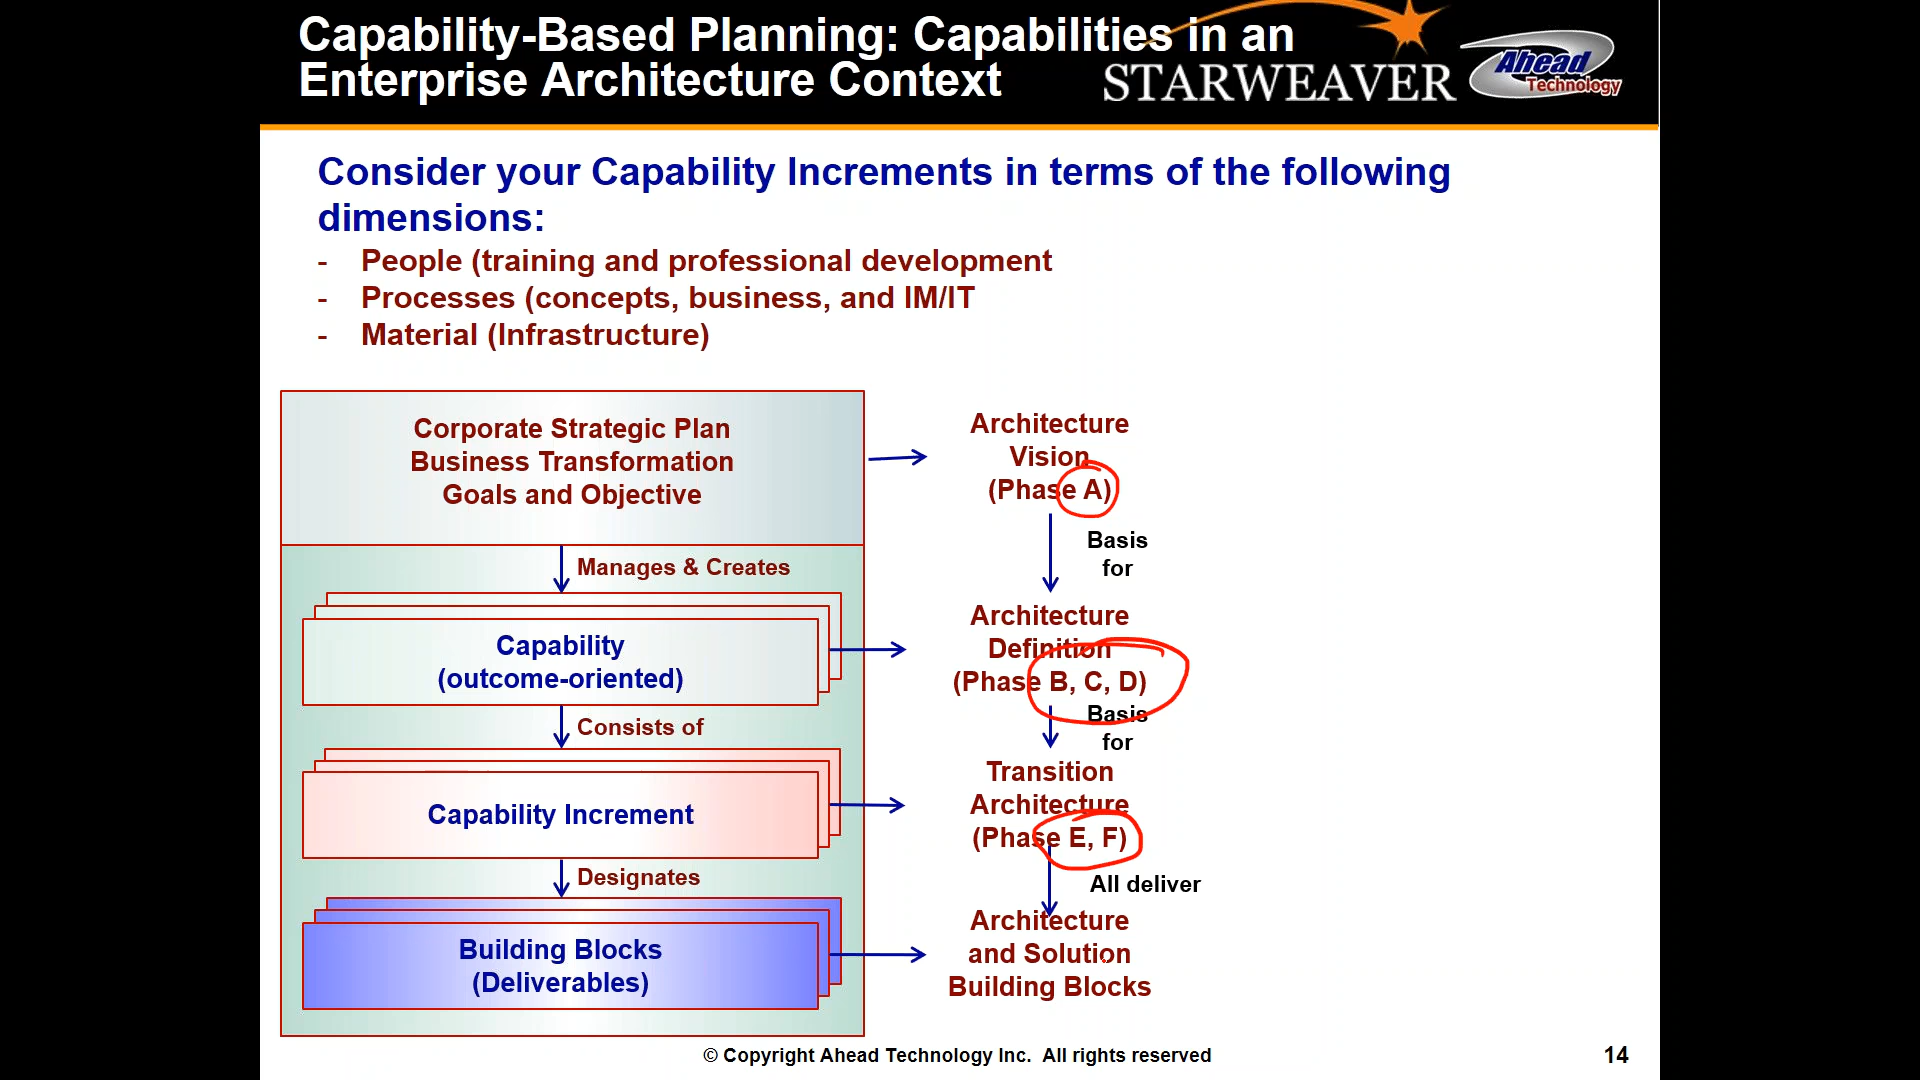 Capability-Based Planning: Capabilities in an
Enterprise Architecture Context
STARWEAVER
Ahead
Technology
Consider your Capability Increments in terms of the following
dimensions:
- People (training and professional development
- Processes (concepts, business, and IM/IT
- Material (Infrastructure)
Corporate Strategic Plan
Business Transformation
Goals and Objective
Architecture
Vision
(Phase A)
Manages & Creates
Basis
for
Capability
(outcome-oriented)
Architecture
Definition
(Phase B, C, D)
Consists of
Basis
for
Capability Increment
Transition
Architecture
(Phase E, F)
Designates
All deliver
Building Blocks
(Deliverables)
Architecture
and Solution
Building Blocks
© Copyright Ahead Technology Inc. All rights reserved
14